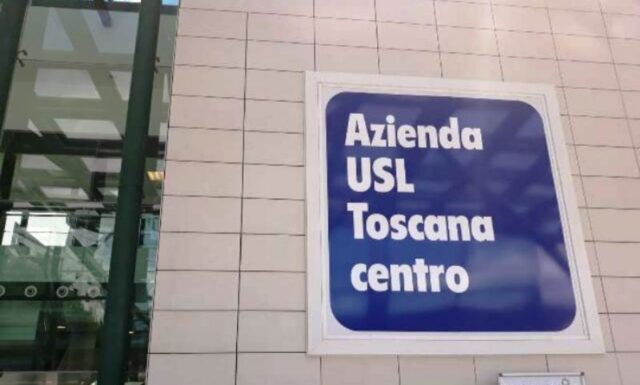 Azienda
USL
Toscana
centro